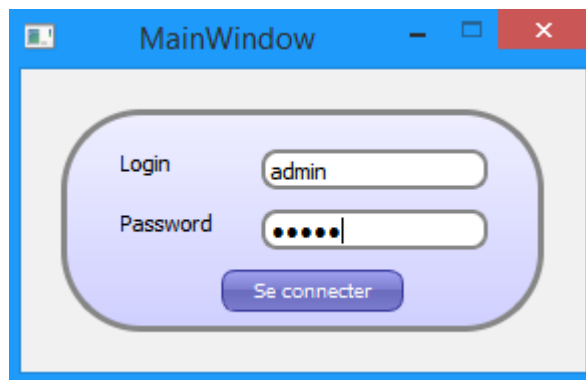 MainWindow
Login
admin
Password
●●●●●
Se connecter